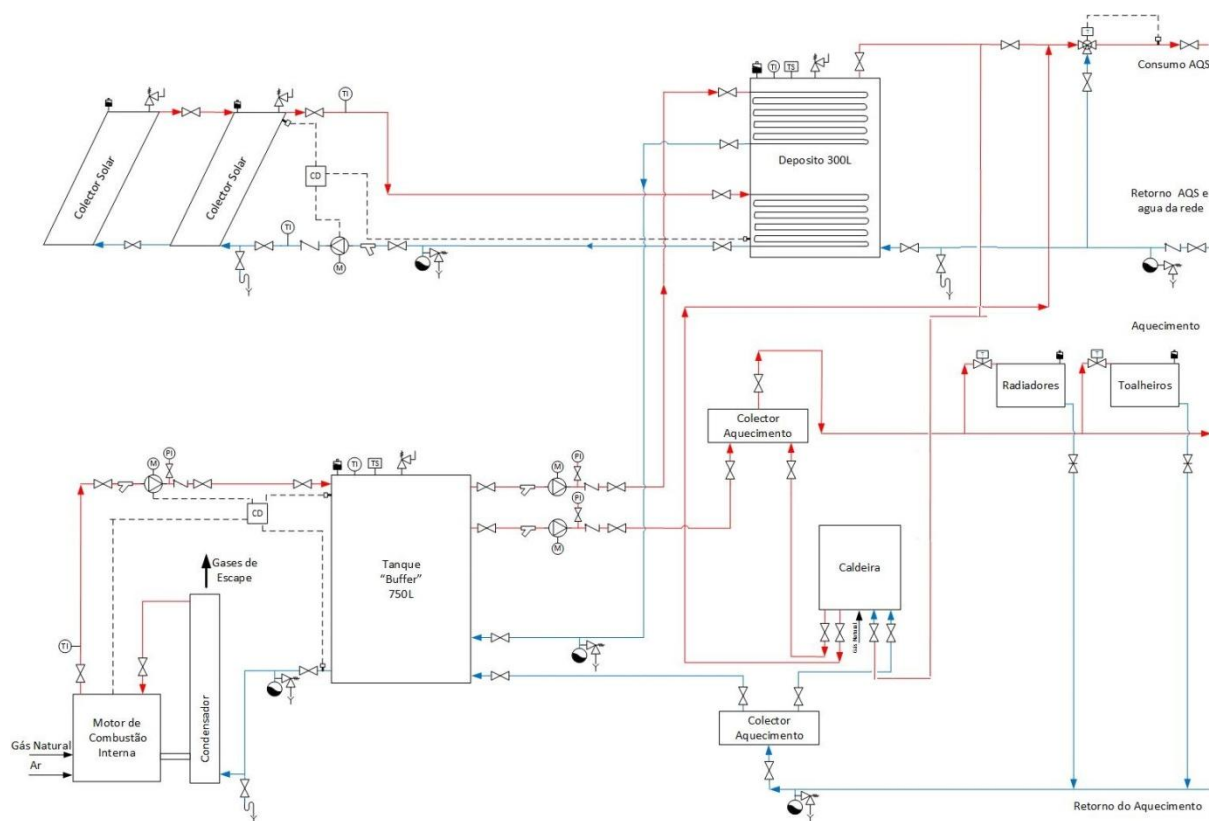 T
Consumo AQS
TI
TS
TI
Colector Solar
Colector Solar
CD
Deposito 300L
Retorno AQS e
agua da rede
TI
M
Aquecimento
T
T
Radiadores
Toalheiros
Colector
Aquecimento
M
PI
TI
TS
M
PI
PI
M
CD
Gases de
Escape
Tanque
"Buffer"
750L
Caldeira
Gás Natural
TI
Condensador
Motor de
Combustão
Interna
Gás Natural
Ar
Colector
Aquecimento
Retorno do Aquecimento